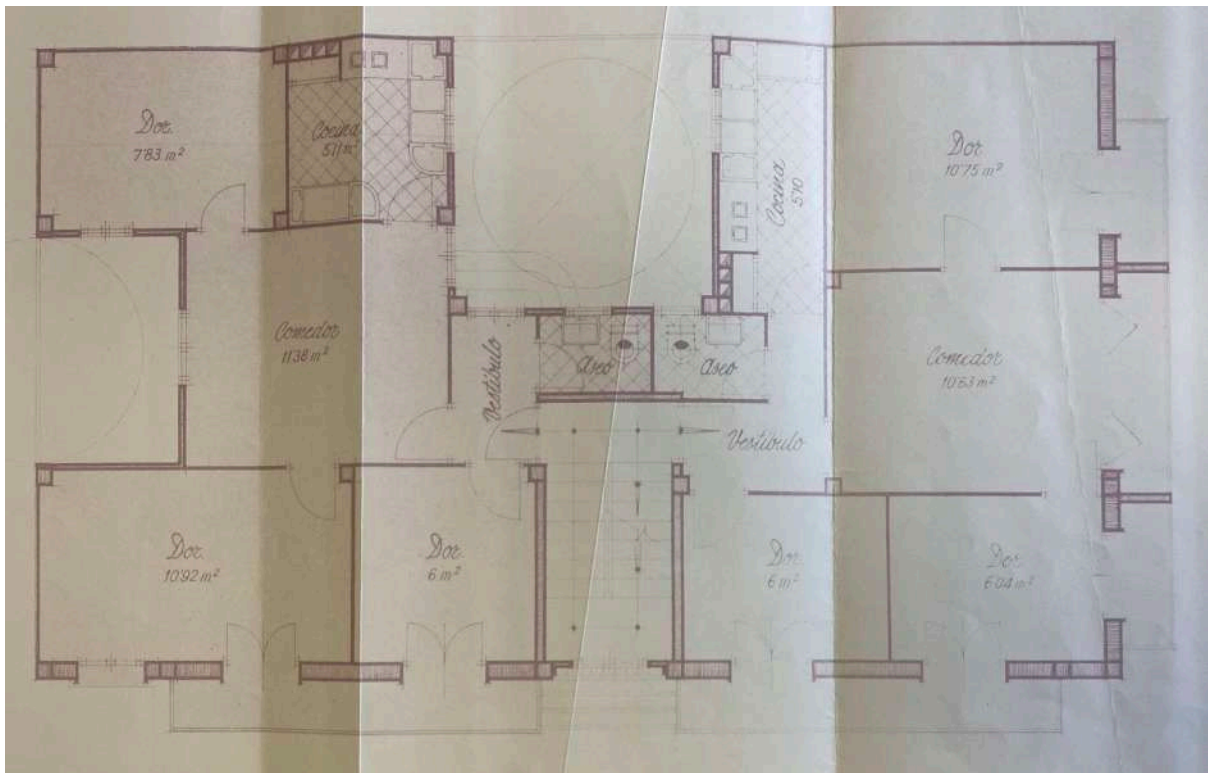 Dor.
7'83 m²
Cocina
5'11 m²
Cocina
5'10
Dor
10'75 m²
Comedor
11'38 m²
Vestíbulo
Aseo
Aseo
Comedor
10'63 m²
Vestíbulo
Dor.
10'92 m²
Dor.
6 m²
Dor.
6 m²
Dor.
6'04 m²